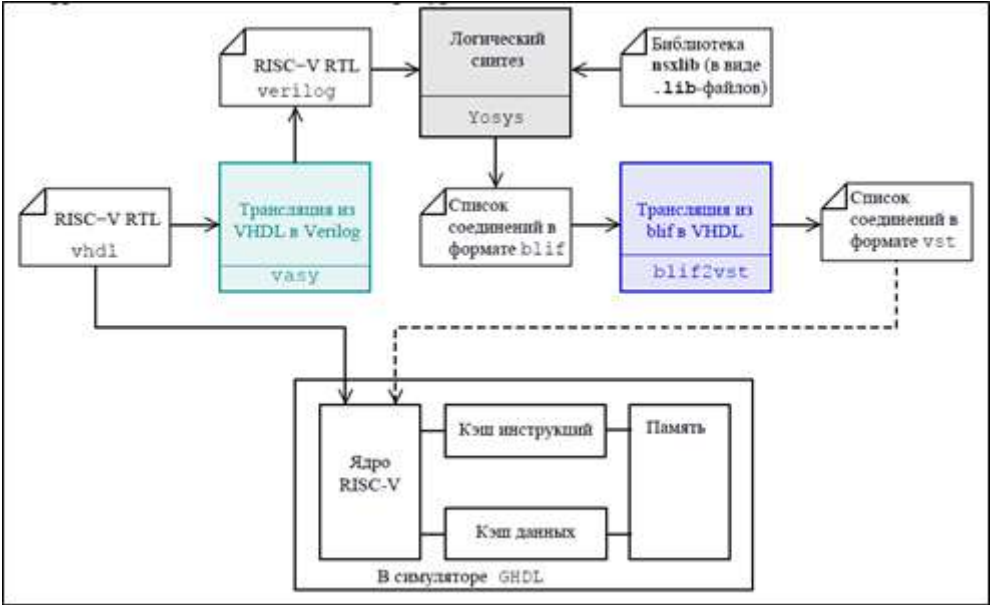 RISC-V RTL
verilog
Логический
синтез
Yosys
Библиотека
nsxlib (в виде
.lib-файлов)
RISC-V RTL
vhdl
Трансляция из
VHDL в Verilog
vasy
Список
соединений в
формате blif
Трансляция из
blif в VHDL
blif2vst
Список
соединений в
формате vst
Ядро
RISC-V
Кэш инструкций
Кэш данных
Память
В симуляторе GHDL